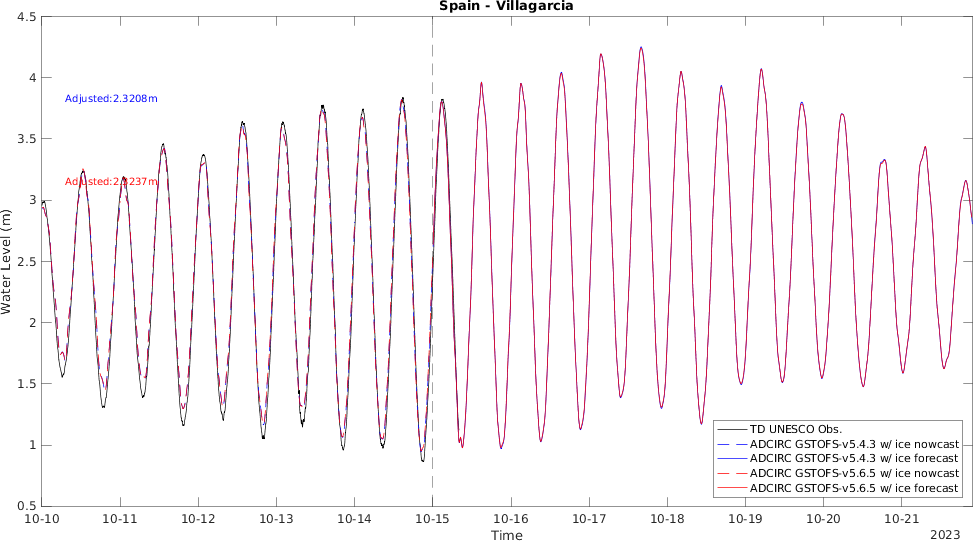 Spain - Villagarcia
4.5
4
3.5
3
2.5
2
1.5
1
0.5
Water Level (m)
Adjusted:2.3208m
Adjusted:2.3237m
TD UNESCO Obs.
ADCIRC GSTOFS-v5.4.3 w/ ice nowcast
ADCIRC GSTOFS-v5.4.3 w/ ice forecast
ADCIRC GSTOFS-v5.6.5 w/ ice nowcast
ADCIRC GSTOFS-v5.6.5 w/ ice forecast
10-10 10-11 10-12 10-13 10-14 10-15 10-16 10-17 10-18 10-19 10-20 10-21
Time
2023